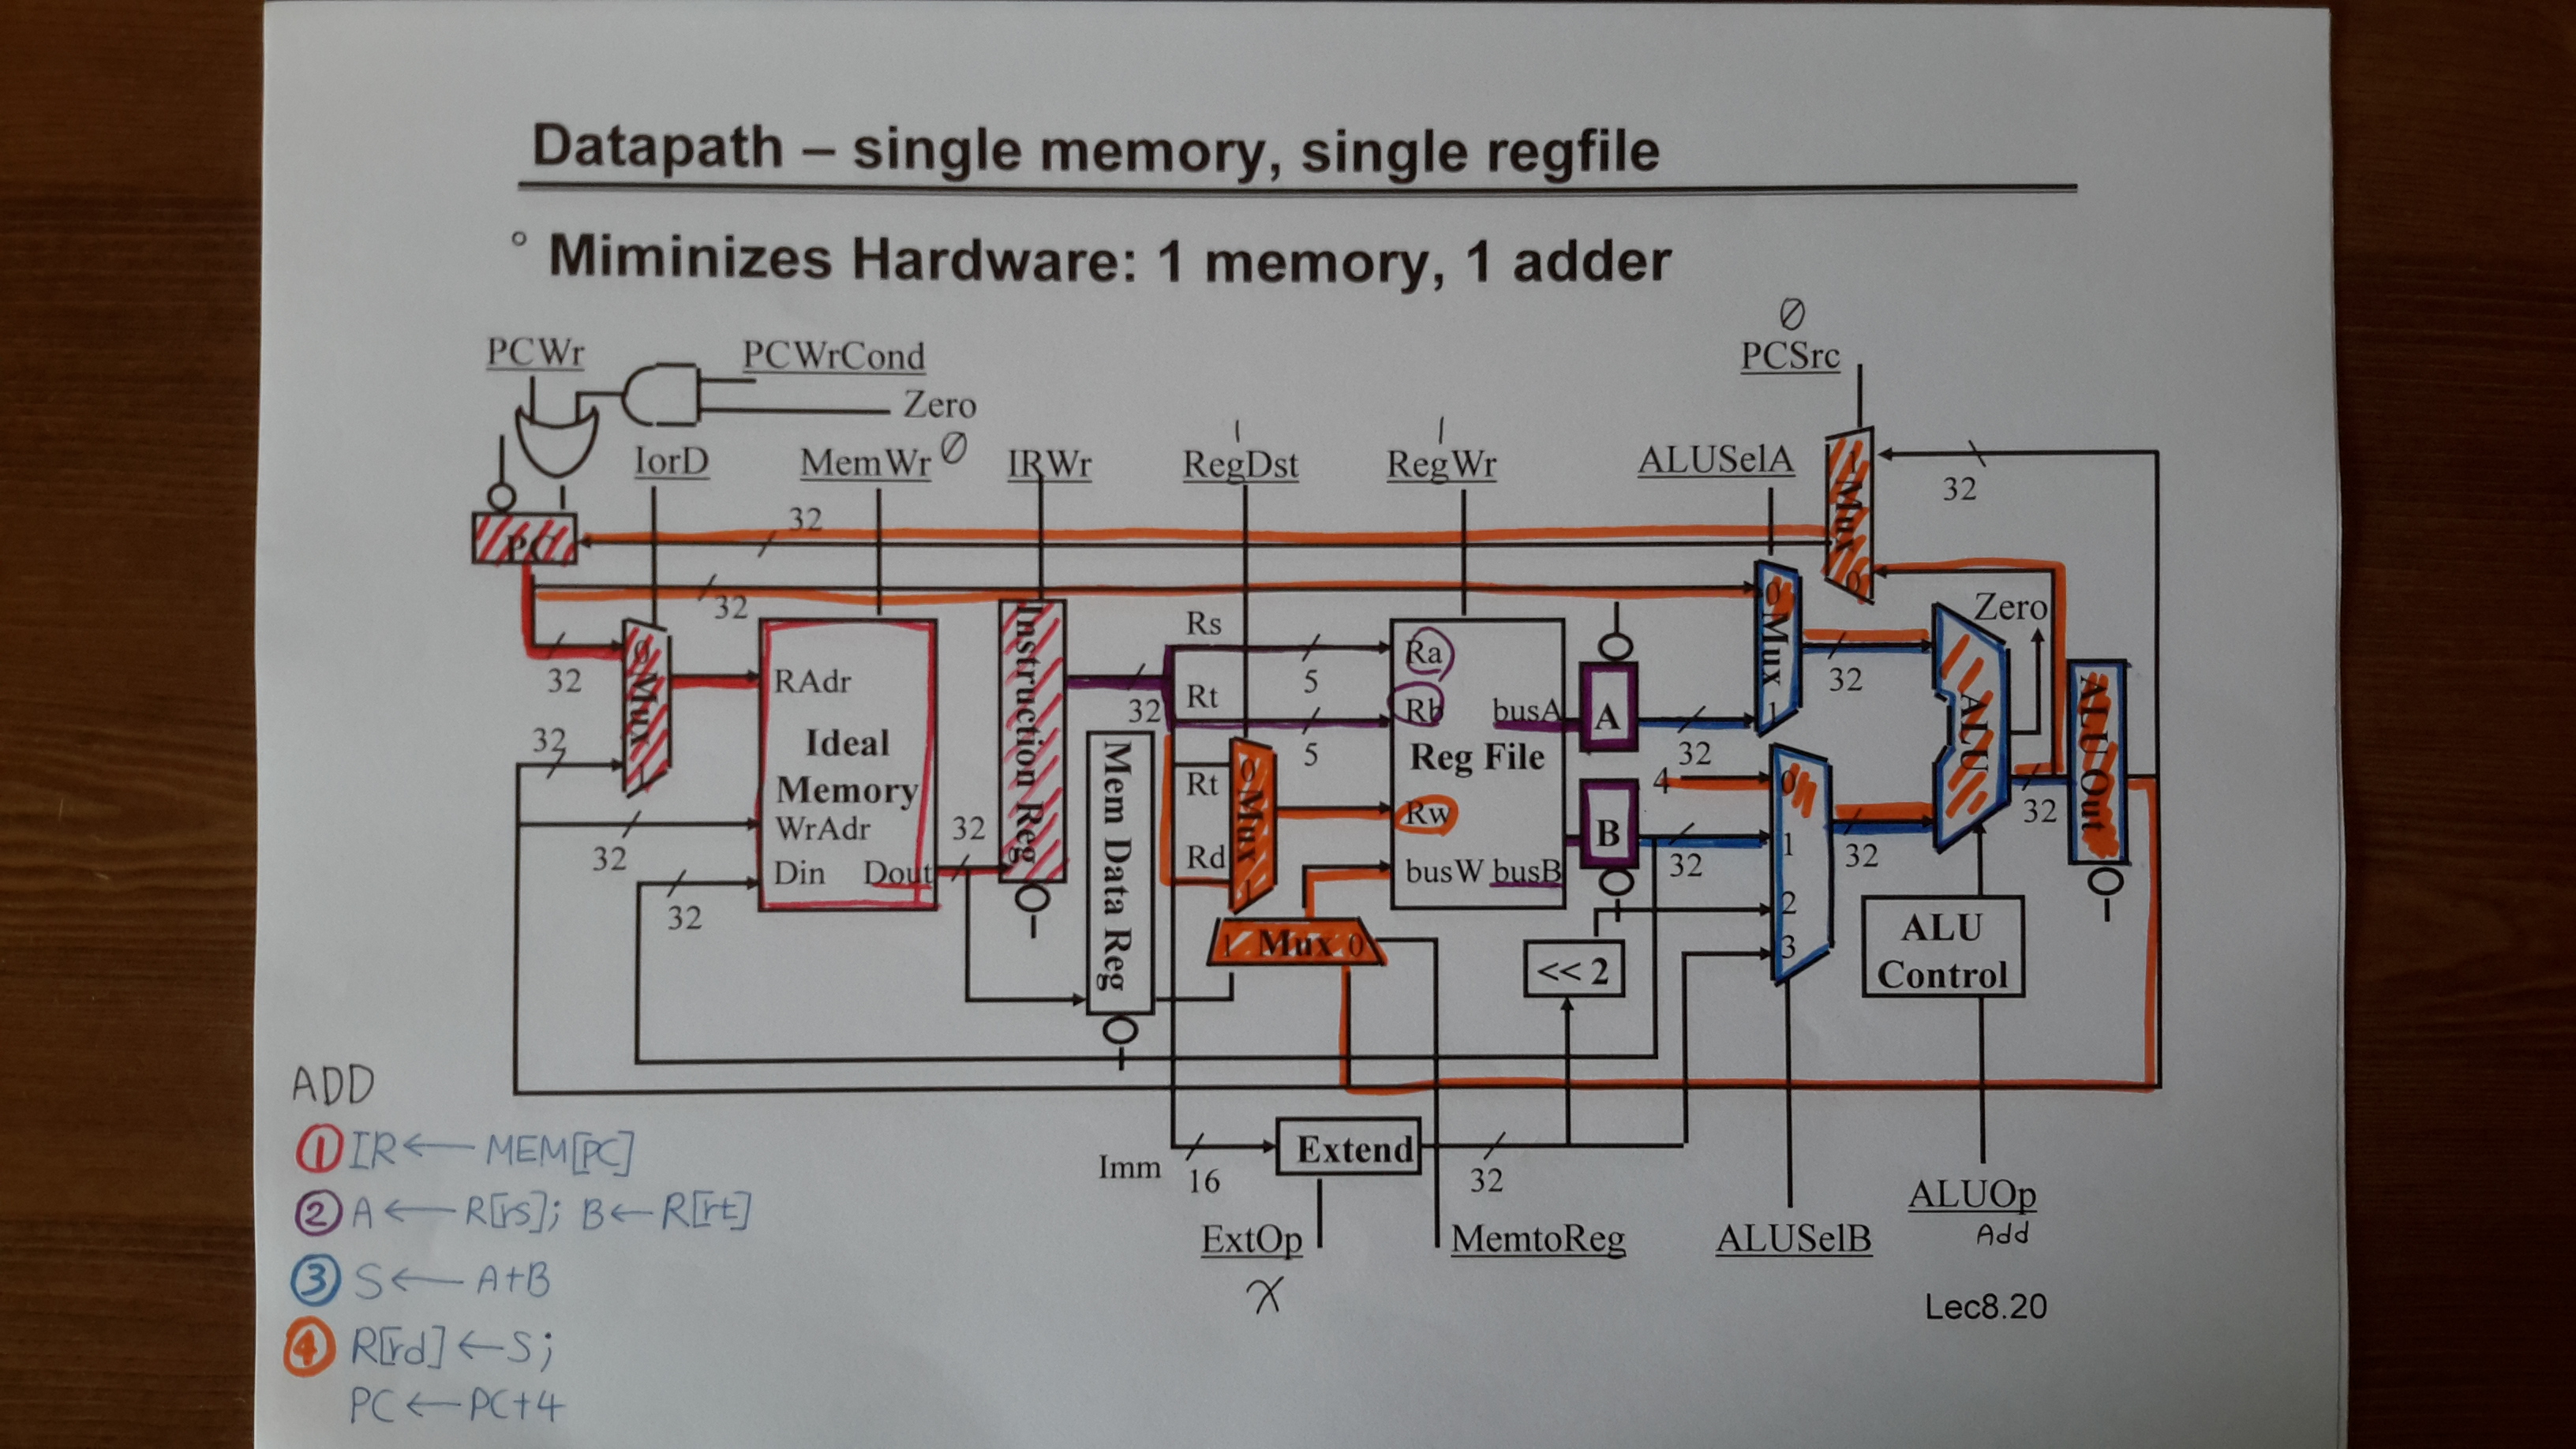 Datapath – single memory, single regfile
° Miminizes Hardware: 1 memory, 1 adder
∅
PCWr PCWrCond PCSrc
Zero
IorD MemWr ∅ IRWr RegDst 1 RegWr 1 ALUSelA
1 Mux 0
32
32
PC
32
32
0 Mux 1
32
32
32
RAdr
Ideal
Memory
WrAdr
Din Dout
32
Instruction Reg
32
Mem Data Reg
Rs
5
Rt
5
Rt
Rd
0 Mux 1
1 Mux 0
Ra
Rb busA
Reg File
Rw
busW busB
A
B
32
4
32
<< 2
0 Mux 1
32
0
1
2
3
32
Zero
ALU
32
ALU Out
ALU
Control
Imm 16
Extend
32
ExtOp MemtoReg ALUSelB ALUOp
X Add
ADD
① IR ← MEM[PC]
② A ← R[rs]; B ← R[rt]
③ S ← A+B
④ R[rd] ← S;
PC ← PC+4
Lec8.20